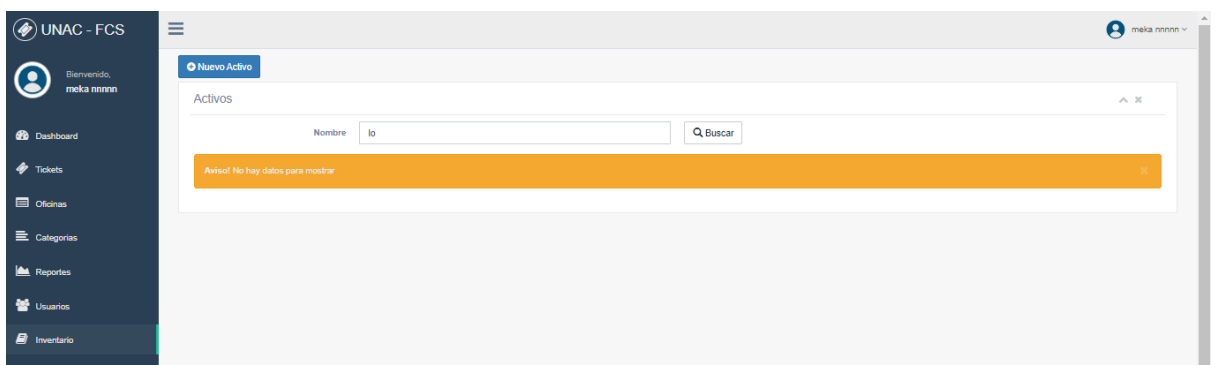 UNAC - FCS
meka nnnnn
Bienvenido,
meka nnnnn
Dashboard
Tickets
Oficinas
Categorias
Reportes
Usuarios
Inventario
Nuevo Activo
Activos
Nombre lo Buscar
Aviso! No hay datos para mostrar